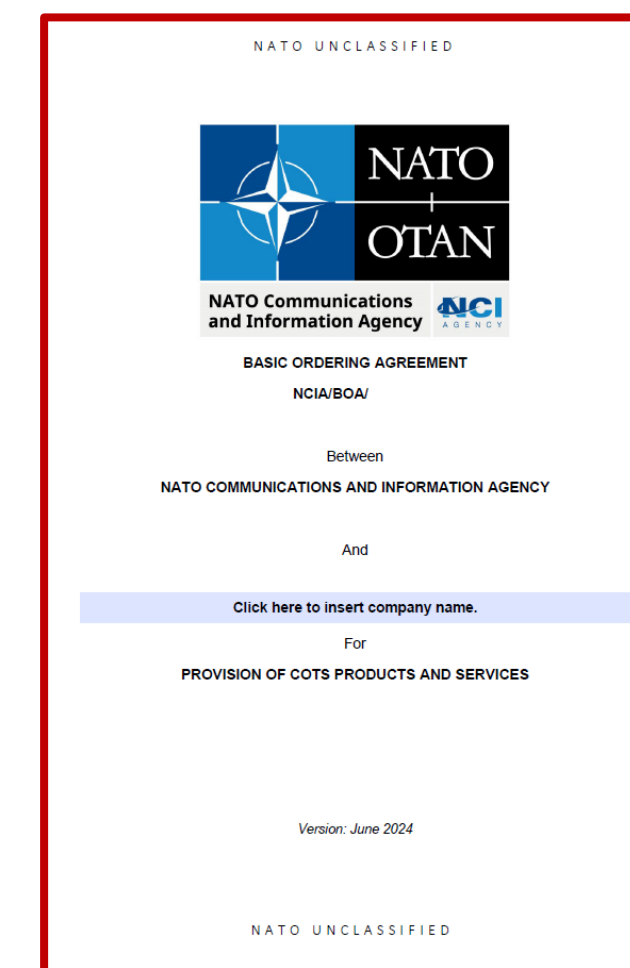 NATO UNCLASSIFIED
NATO
OTAN
NATO Communications
and Information Agency
NCI
AGENCY
BASIC ORDERING AGREEMENT
NCIA/BOA/
Between
NATO COMMUNICATIONS AND INFORMATION AGENCY
And
Click here to insert company name.
For
PROVISION OF COTS PRODUCTS AND SERVICES
Version: June 2024
NATO UNCLASSIFIED